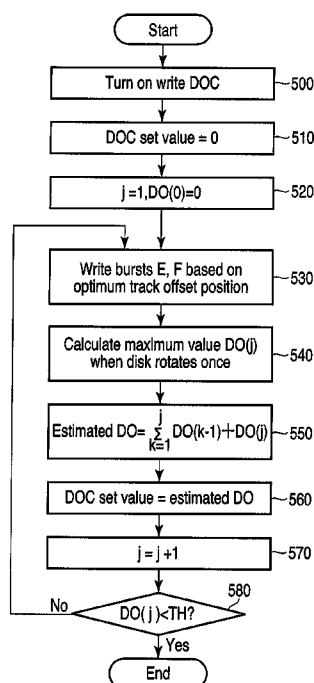 Start
Turn on write DOC
500
DOC set value = 0
510
j =1,DO(0)=0
520
Write bursts E, F based on
optimum track offset position
530
Calculate maximum value DO(j)
when disk rotates once
540
j
Estimated DO= Σ DO(k-1)+DO(j)
k=1
550
DOC set value = estimated DO
560
j = j +1
570
580
No
DO( j )<TH?
Yes
End